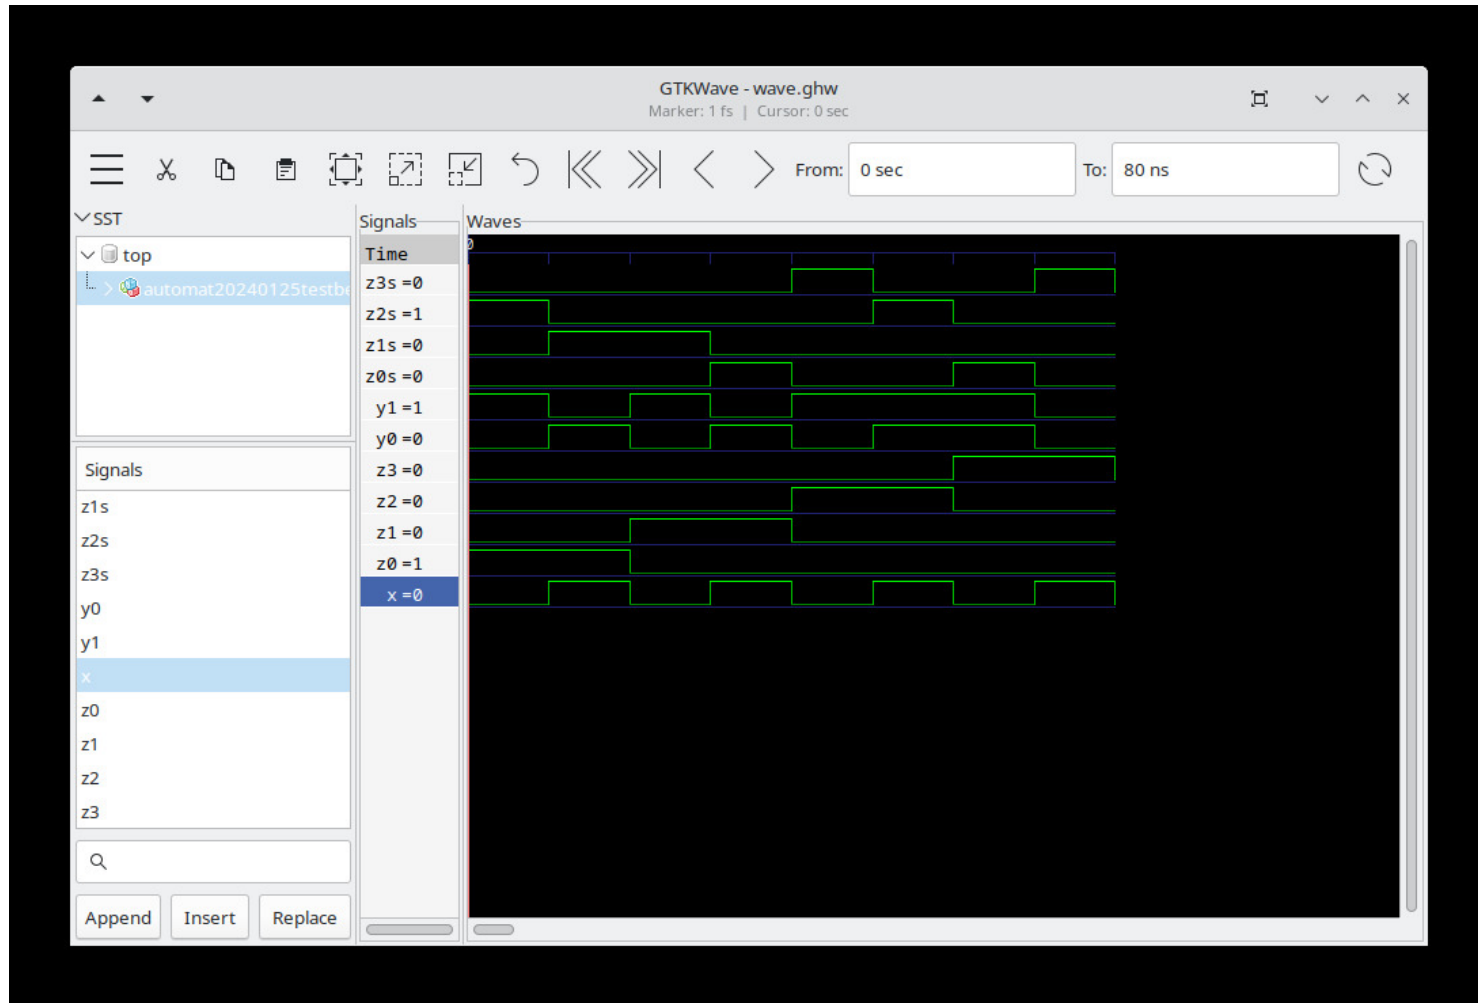 GTKWave - wave.ghw
Marker: 1 fs | Cursor: 0 sec
From: 0 sec To: 80 ns
SST
top
automat20240125testbe
Signals
z1s
z2s
z3s
y0
y1
x
z0
z1
z2
z3
Append Insert Replace
Signals
Time
z3s =0
z2s =1
z1s =0
z0s =0
y1 =1
y0 =0
z3 =0
z2 =0
z1 =0
z0 =1
x =0
Waves
0